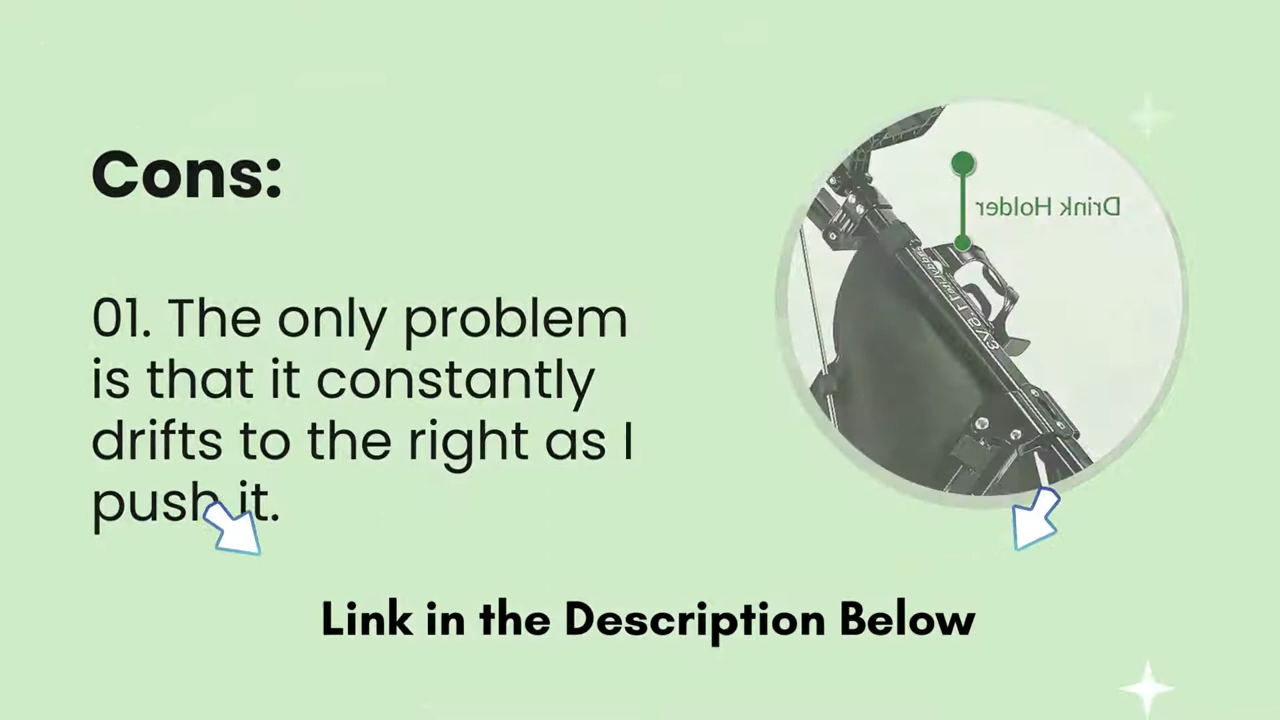 Cons:
01. The only problem
is that it constantly
drifts to the right as I
push it.
Drink Holder
Link in the Description Below